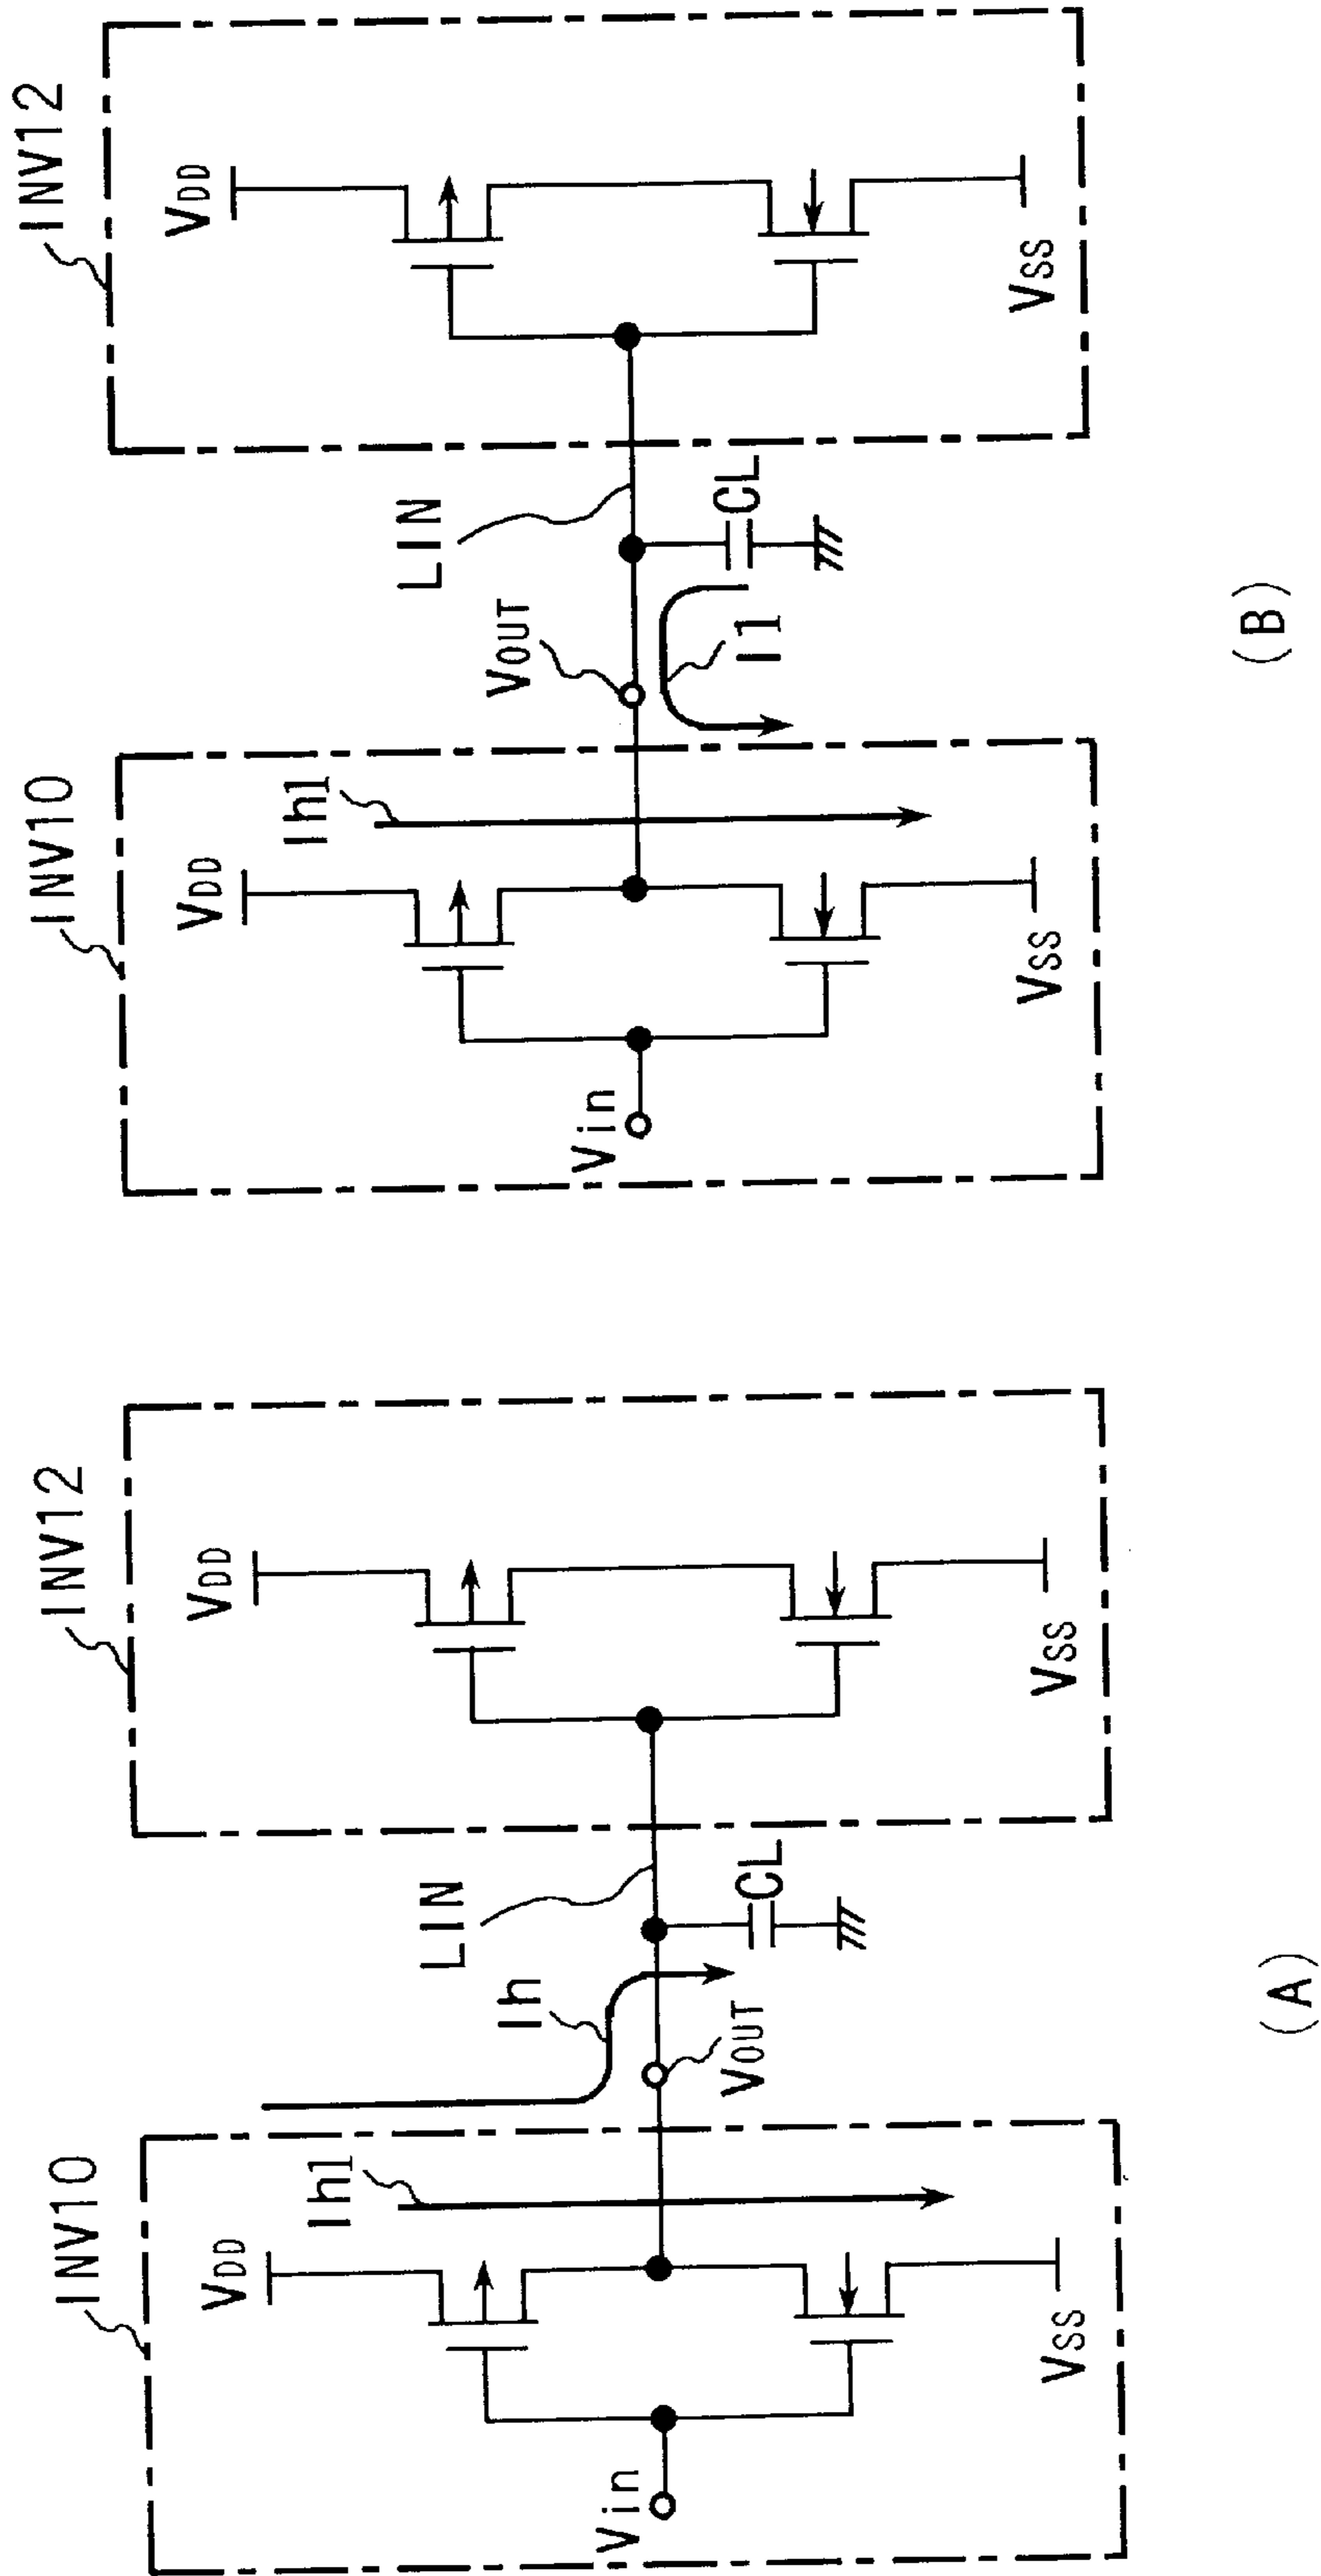 INV10
INV12
VDD
Ih1
Ih
LIN
VDD
Vin
VOUT
CL
VSS
VSS
(A)
INV10
INV12
VDD
Ih1
VOUT
LIN
VDD
Vin
I1
CL
VSS
VSS
(B)